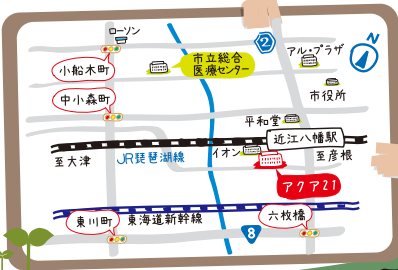 ローソン
N
2
アル・プラザ
市立総合
医療センター
小船木町
市役所
中小森町
平和堂
近江八幡駅
至大津
JR琵琶湖線
イオン
至彦根
アクア21
東川町
東海道新幹線
六枚橋
8